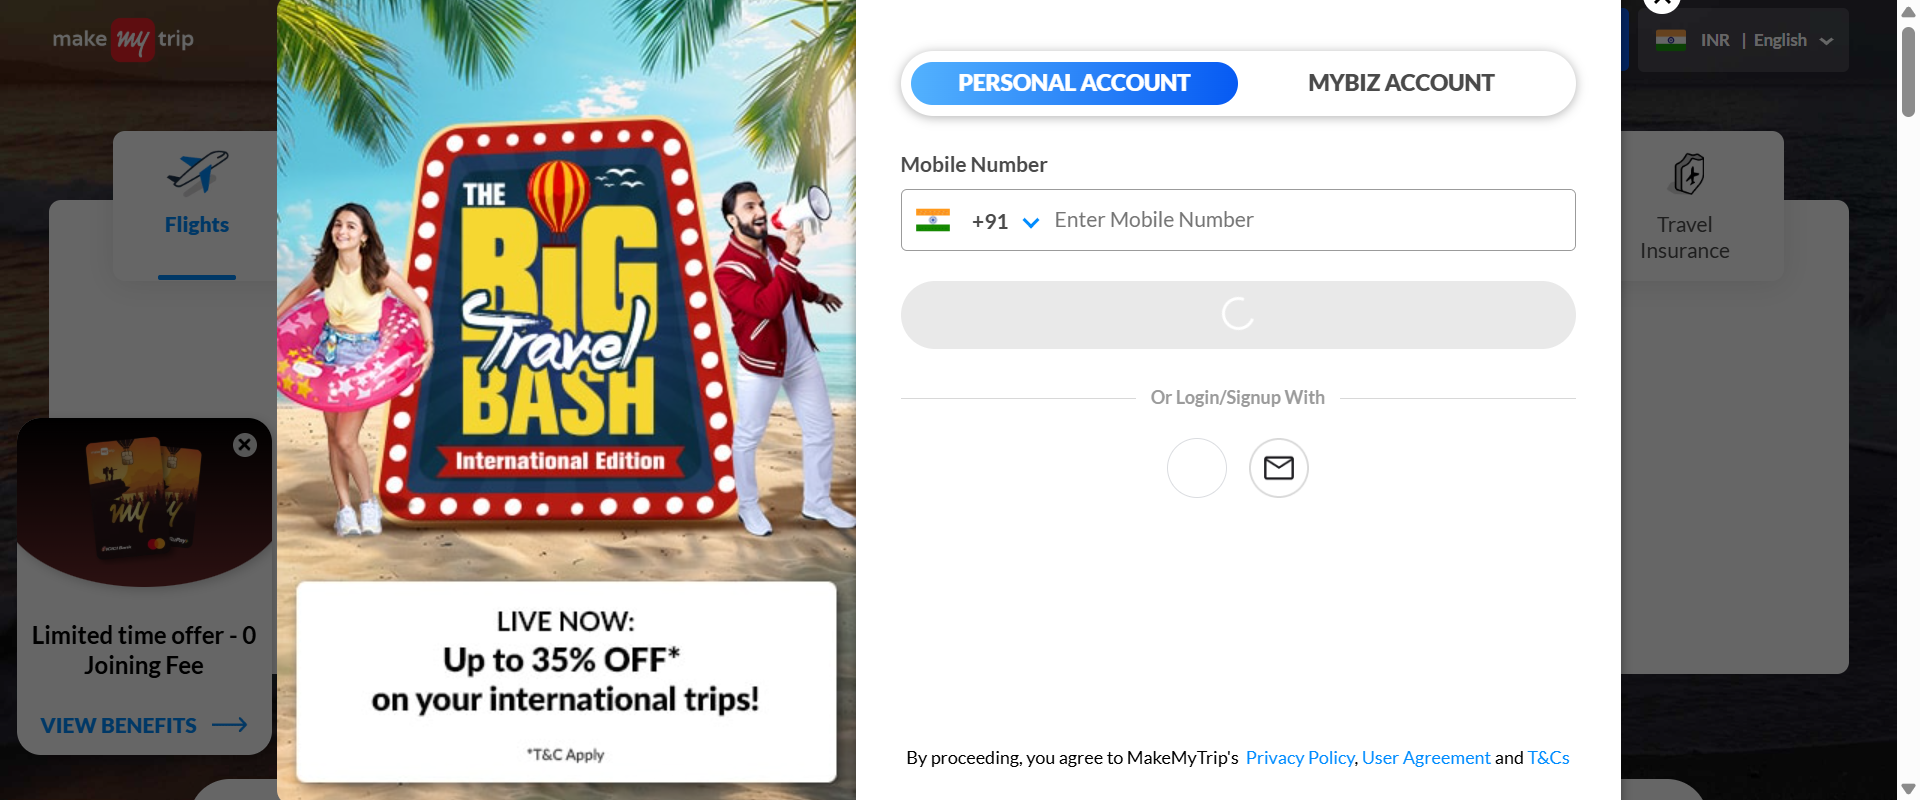 make my trip
INR | English
Flights
Travel
Insurance
THE
BIG
Travel
BASH
International Edition
LIVE NOW:
Up to 35% OFF*
on your international trips!
*T&C Apply
PERSONAL ACCOUNT
MYBIZ ACCOUNT
Mobile Number
+91
Enter Mobile Number
Or Login/Signup With
By proceeding, you agree to MakeMyTrip's Privacy Policy, User Agreement and T&Cs
my
my
Limited time offer - 0
Joining Fee
VIEW BENEFITS